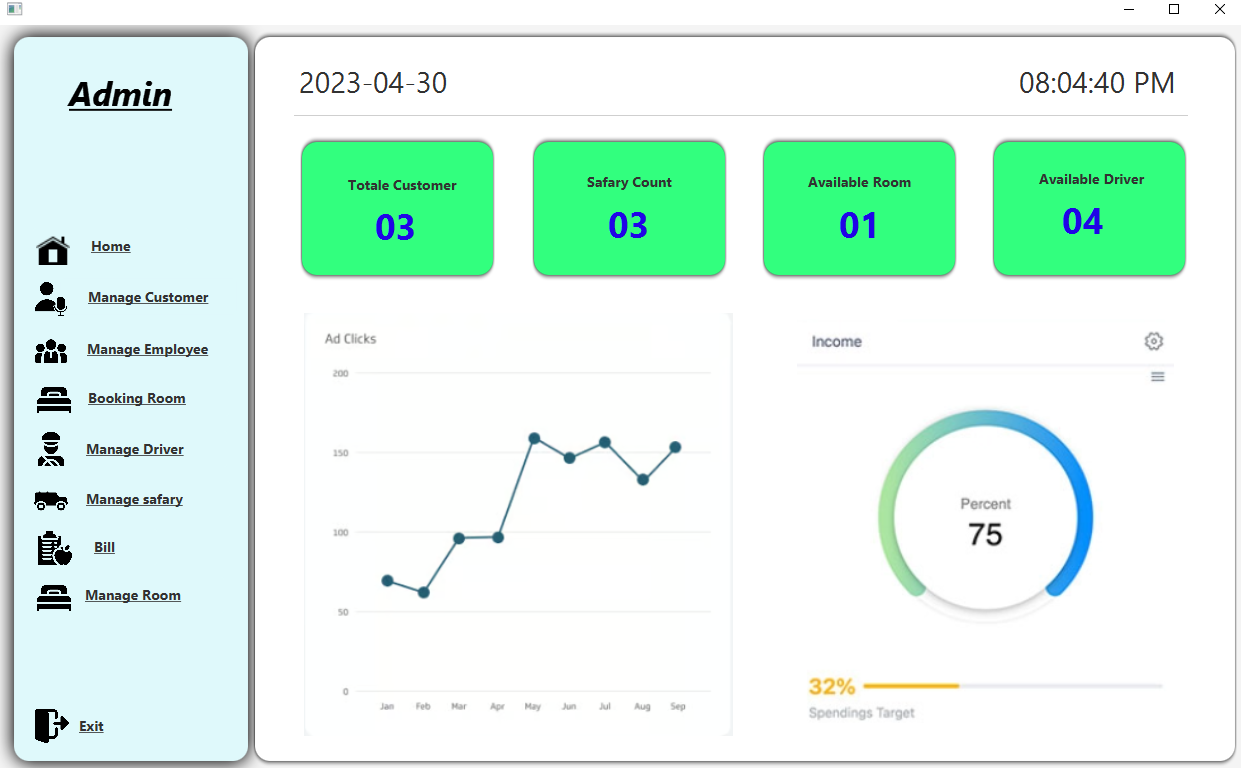 Admin
Home
Manage Customer
Manage Employee
Booking Room
Manage Driver
Manage safary
Bill
Manage Room
Exit
2023-04-30
08:04:40 PM
Totale Customer
03
Safary Count
03
Available Room
01
Available Driver
04
Ad Clicks
200
150
100
50
0
Jan Feb Mar Apr May Jun Jul Aug Sep
Income
Percent
75
32%
Spendings Target